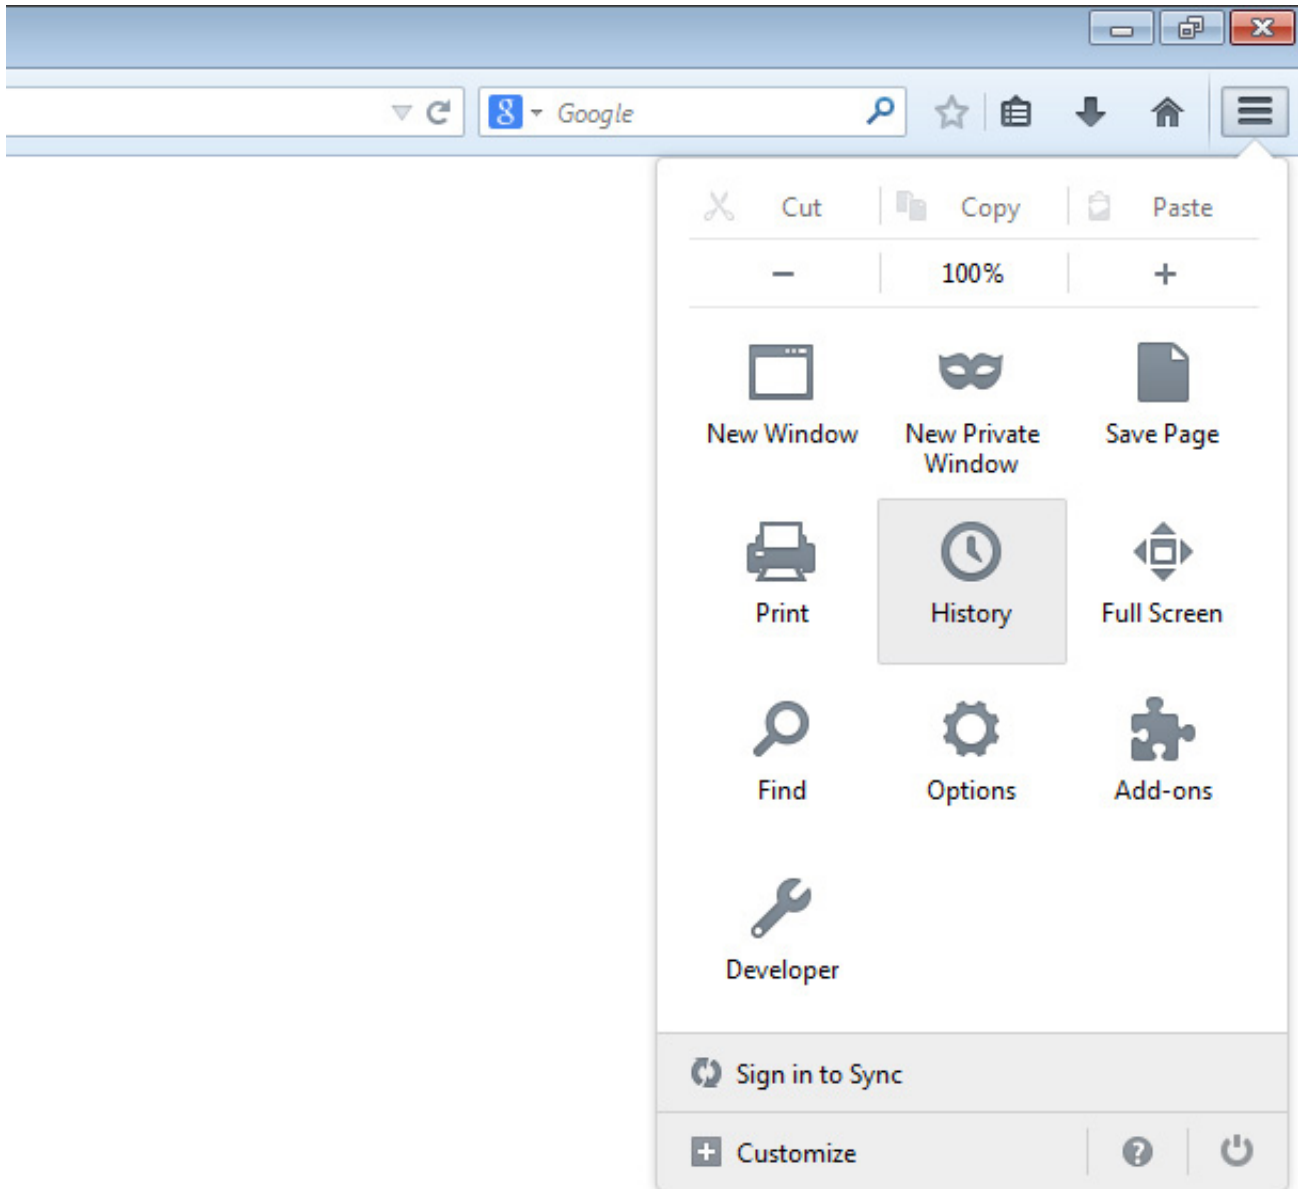 8 Google
Cut Copy Paste
− 100% +
New Window New Private Save Page
Window
Print History Full Screen
Find Options Add-ons
Developer
Sign in to Sync
+ Customize ?